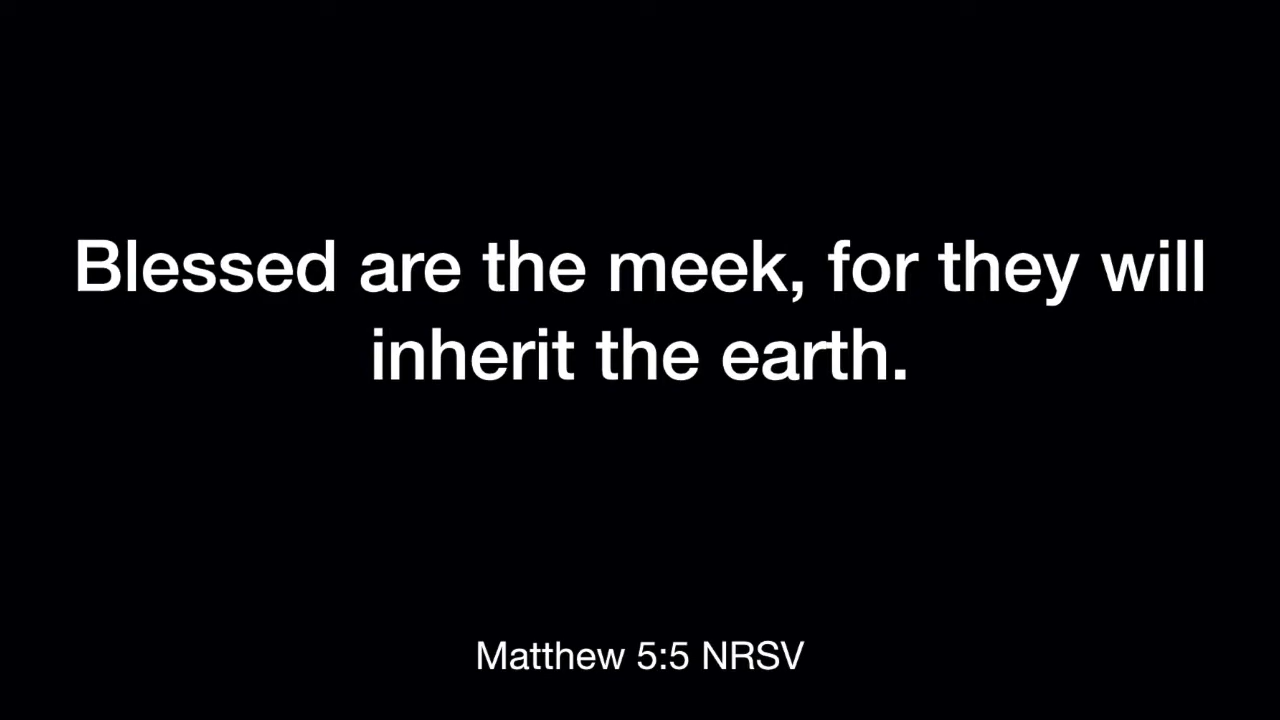 Blessed are the meek, for they will
inherit the earth.
Matthew 5:5 NRSV